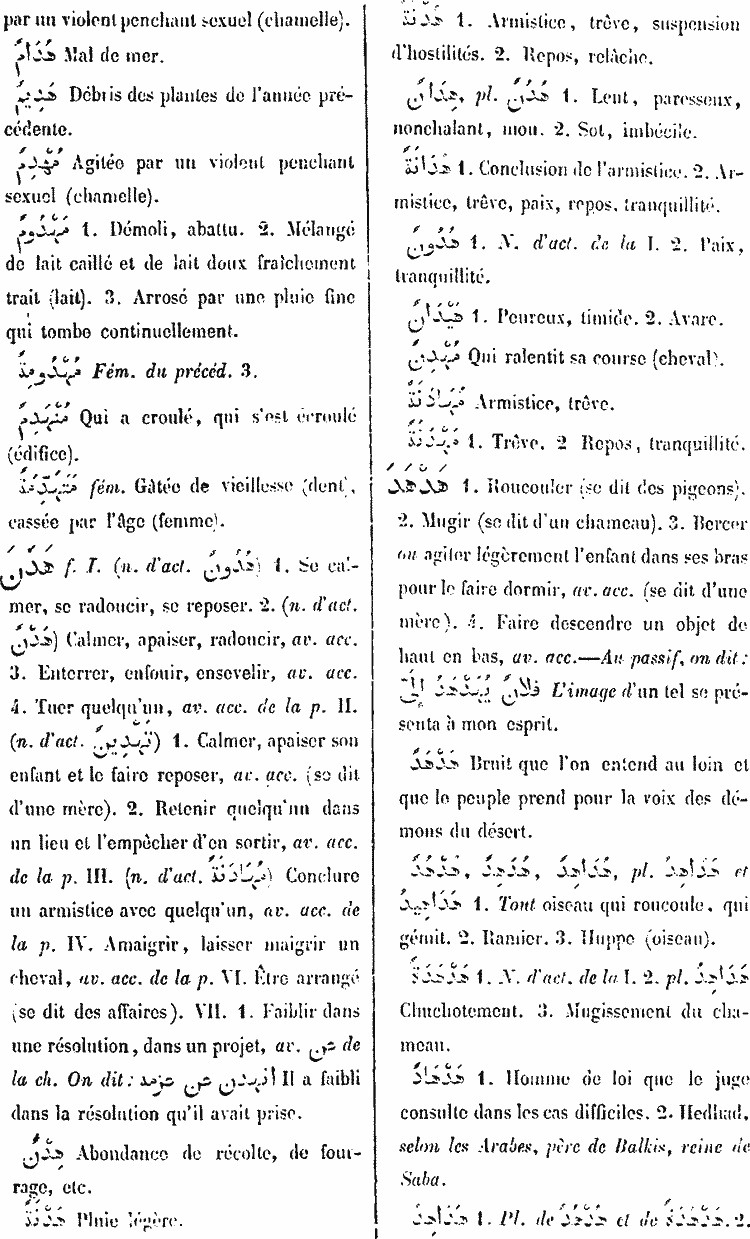 par un violent penchant sexuel (chamelle).
هُدَامٌ Mal de mer.
هَدِيمٌ Débris des plantes de l'année pré-
cédente.
مُهْدِمٌ Agitée par un violent penchant
sexuel (chamelle).
مَهْدُومٌ 1. Démoli, abattu. 2. Mélangé
de lait caillé et de lait doux fraîchement
trait (lait). 3. Arrosé par une pluie fine
qui tombe continuellement.
مَهْدُومَةٌ Fém. du précéd. 3.
مُنْهَدِمٌ Qui a croulé, qui s'est écroulé
(édifice).
مُتَهَدِّمَةٌ fém. Gâtée de vieillesse (dent),
cassée par l'âge (femme).
هَدَنَ f. I. (n. d'act. هُدُونٌ) 1. Se cal-
mer, se radoucir, se reposer. 2. (n. d'act.
هَدْنٌ) Calmer, apaiser, radoucir, av. acc.
3. Enterrer, enfouir, ensevelir, av. acc.
4. Tuer quelqu'un, av. acc. de la p. II.
(n. d'act. تَهْدِينٌ) 1. Calmer, apaiser son
enfant et le faire reposer, av. acc. (se dit
d'une mère). 2. Retenir quelqu'un dans
un lieu et l'empêcher d'en sortir, av. acc.
de la p. III. (n. d'act. مُهَادَنَةٌ) Conclure
un armistice avec quelqu'un, av. acc. de
la p. IV. Amaigrir, laisser maigrir un
cheval, av. acc. de la p. VI. Être arrangé
(se dit des affaires). VII. 1. Faiblir dans
une résolution, dans un projet, av. عن de
la ch. On dit : أنهدن عن عزمه Il a faibli
dans la résolution qu'il avait prise.
هِدْنٌ Abondance de récolte, de four-
rage, etc.
هَدْنَةٌ Pluie légère.
هُدْنَةٌ 1. Armistice, trêve, suspension
d'hostilités. 2. Repos, relâche.
هِدَانٌ, pl. هُدُنٌ 1. Lent, paresseux,
nonchalant, mou. 2. Sot, imbécile.
هُدَانَةٌ 1. Conclusion de l'armistice. 2. Ar-
mistice, trêve, paix, repos, tranquillité.
هُدُونٌ 1. N. d'act. de la I. 2. Paix,
tranquillité.
هَيْدَانٌ 1. Peureux, timide. 2. Avare.
مُهْدِنٌ Qui ralentit sa course (cheval).
مُهَادَنَةٌ Armistice, trêve.
مَهْدَنَةٌ 1. Trêve. 2 Repos, tranquillité.
هَدْهَدَ 1. Roucouler (se dit des pigeons).
2. Mugir (se dit d'un chameau). 3. Bercer
ou agiter légèrement l'enfant dans ses bras
pour le faire dormir, av. acc. (se dit d'une
mère). 4. Faire descendre un objet de
haut en bas, av. acc.—Au passif, on dit :
فلانٌ يُهَدْهَدُ إِلَىَّ L'image d'un tel se pré-
senta à mon esprit.
هَدْهَدٌ Bruit que l'on entend au loin et
que le peuple prend pour la voix des dé-
mons du désert.
هُدْهُدٌ, هُدَهِدٌ, هُدَاهِدٌ, pl. هَدَاهِدُ et
هَدَاهِيدُ 1. Tout oiseau qui roucoule, qui
gémit. 2. Ramier. 3. Huppe (oiseau).
هَدْهَدَةٌ 1. N. d'act. de la I. 2. pl. هَدَاهِدُ
Chuchotement. 3. Mugissement du cha-
meau.
هَدْهَادٌ 1. Homme de loi que le juge
consulte dans les cas difficiles. 2. Hedhad,
selon les Arabes, père de Balkis, reine de
Saba.
هَدَاهِدُ 1. Pl. de هُدْهُدٌ et de هَدْهَدَةٌ. 2.